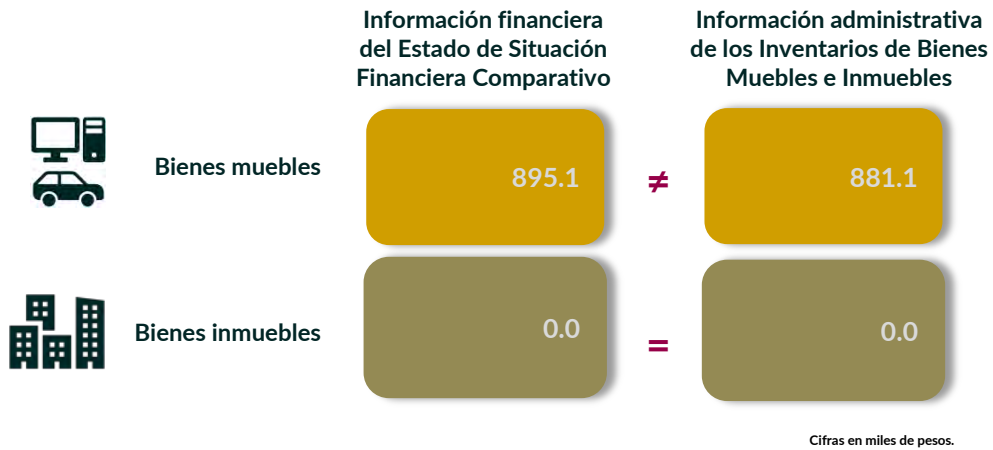 Información financiera
del Estado de Situación
Financiera Comparativo
Información administrativa
de los Inventarios de Bienes
Muebles e Inmuebles
Bienes muebles
895.1
≠
881.1
Bienes inmuebles
0.0
=
0.0
Cifras en miles de pesos.